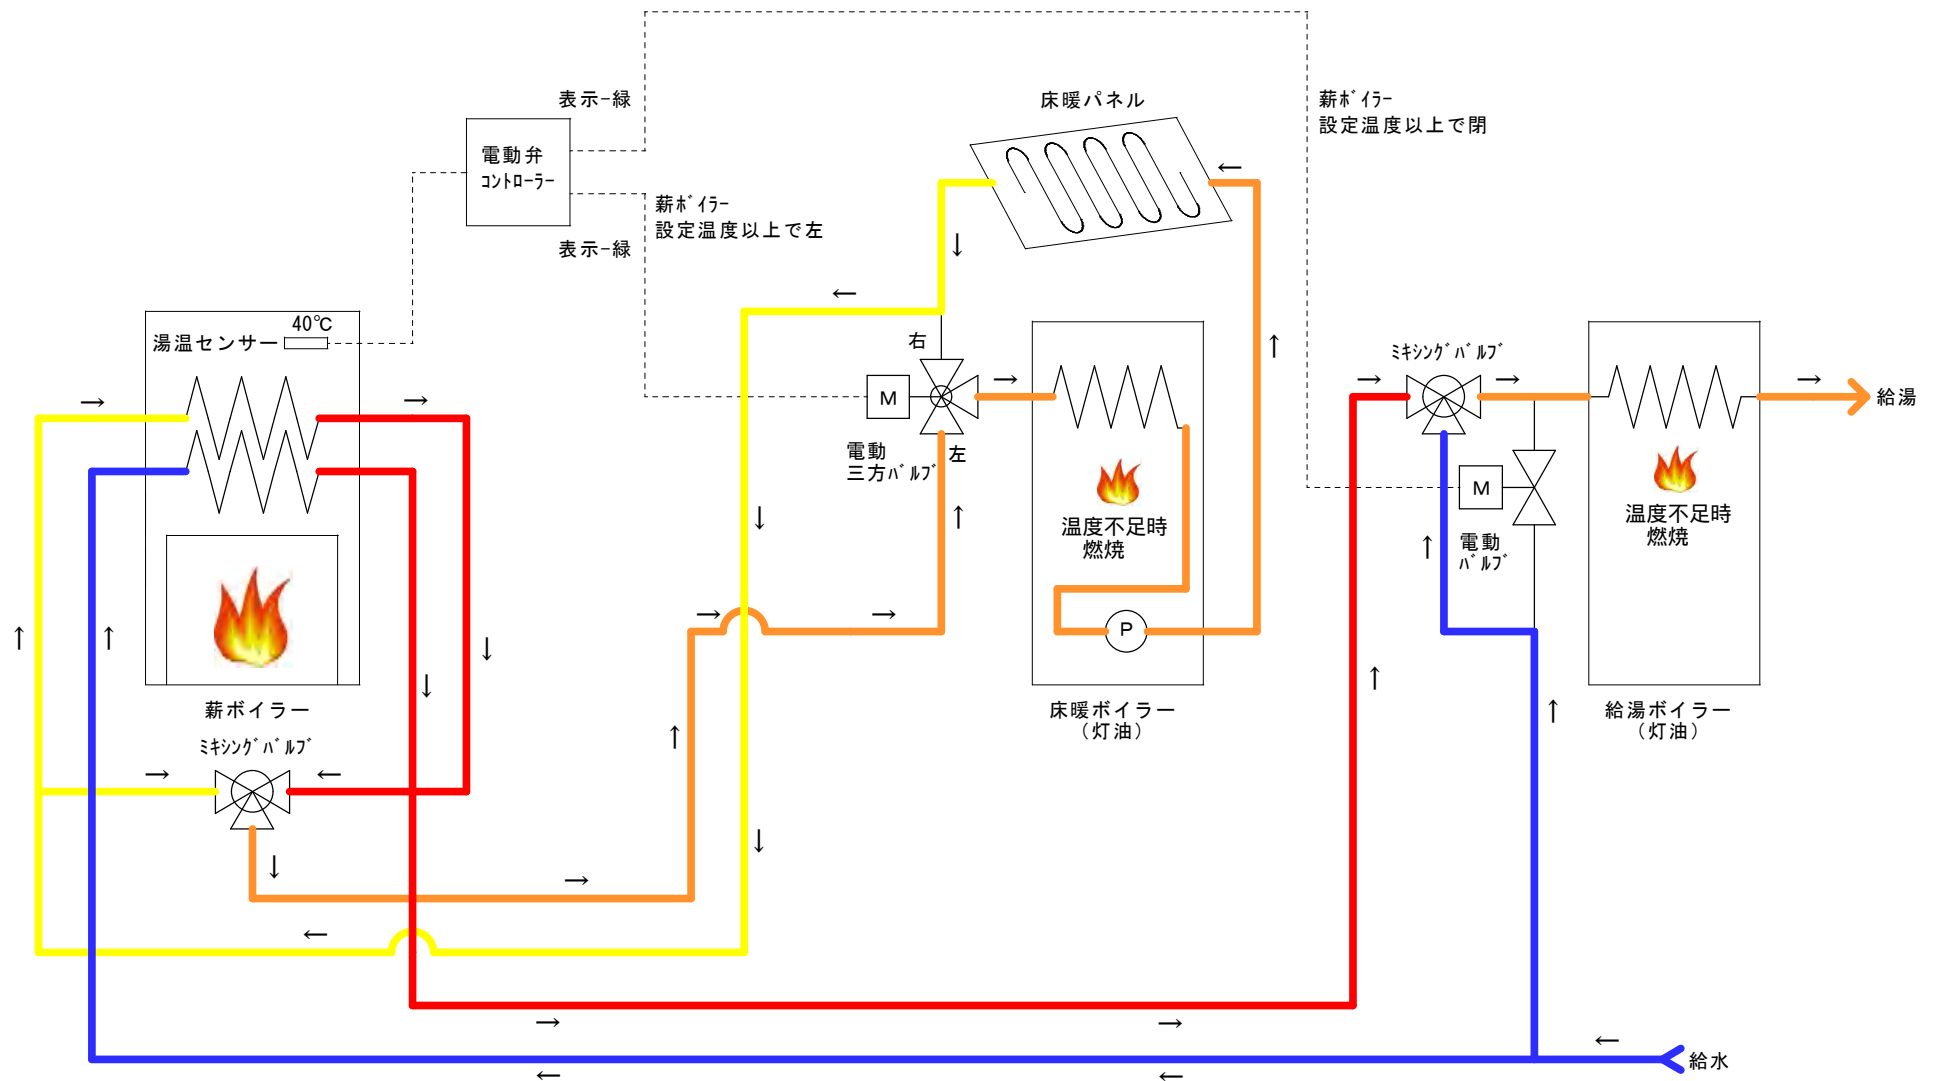 表示-緑
電動弁
ｺﾝﾄﾛｰﾗｰ
表示-緑
薪ﾎﾞｲﾗｰ
設定温度以上で左
床暖パネル
薪ﾎﾞｲﾗｰ
設定温度以上で閉
40℃
湯温センサー
薪ボイラー
ﾐｷｼﾝｸﾞﾊﾞﾙﾌﾞ
右
M
左
電動
三方ﾊﾞﾙﾌﾞ
温度不足時
燃焼
P
床暖ボイラー
（灯油）
ﾐｷｼﾝｸﾞﾊﾞﾙﾌﾞ
M
電動
ﾊﾞﾙﾌﾞ
温度不足時
燃焼
給湯ボイラー
（灯油）
給湯
給水